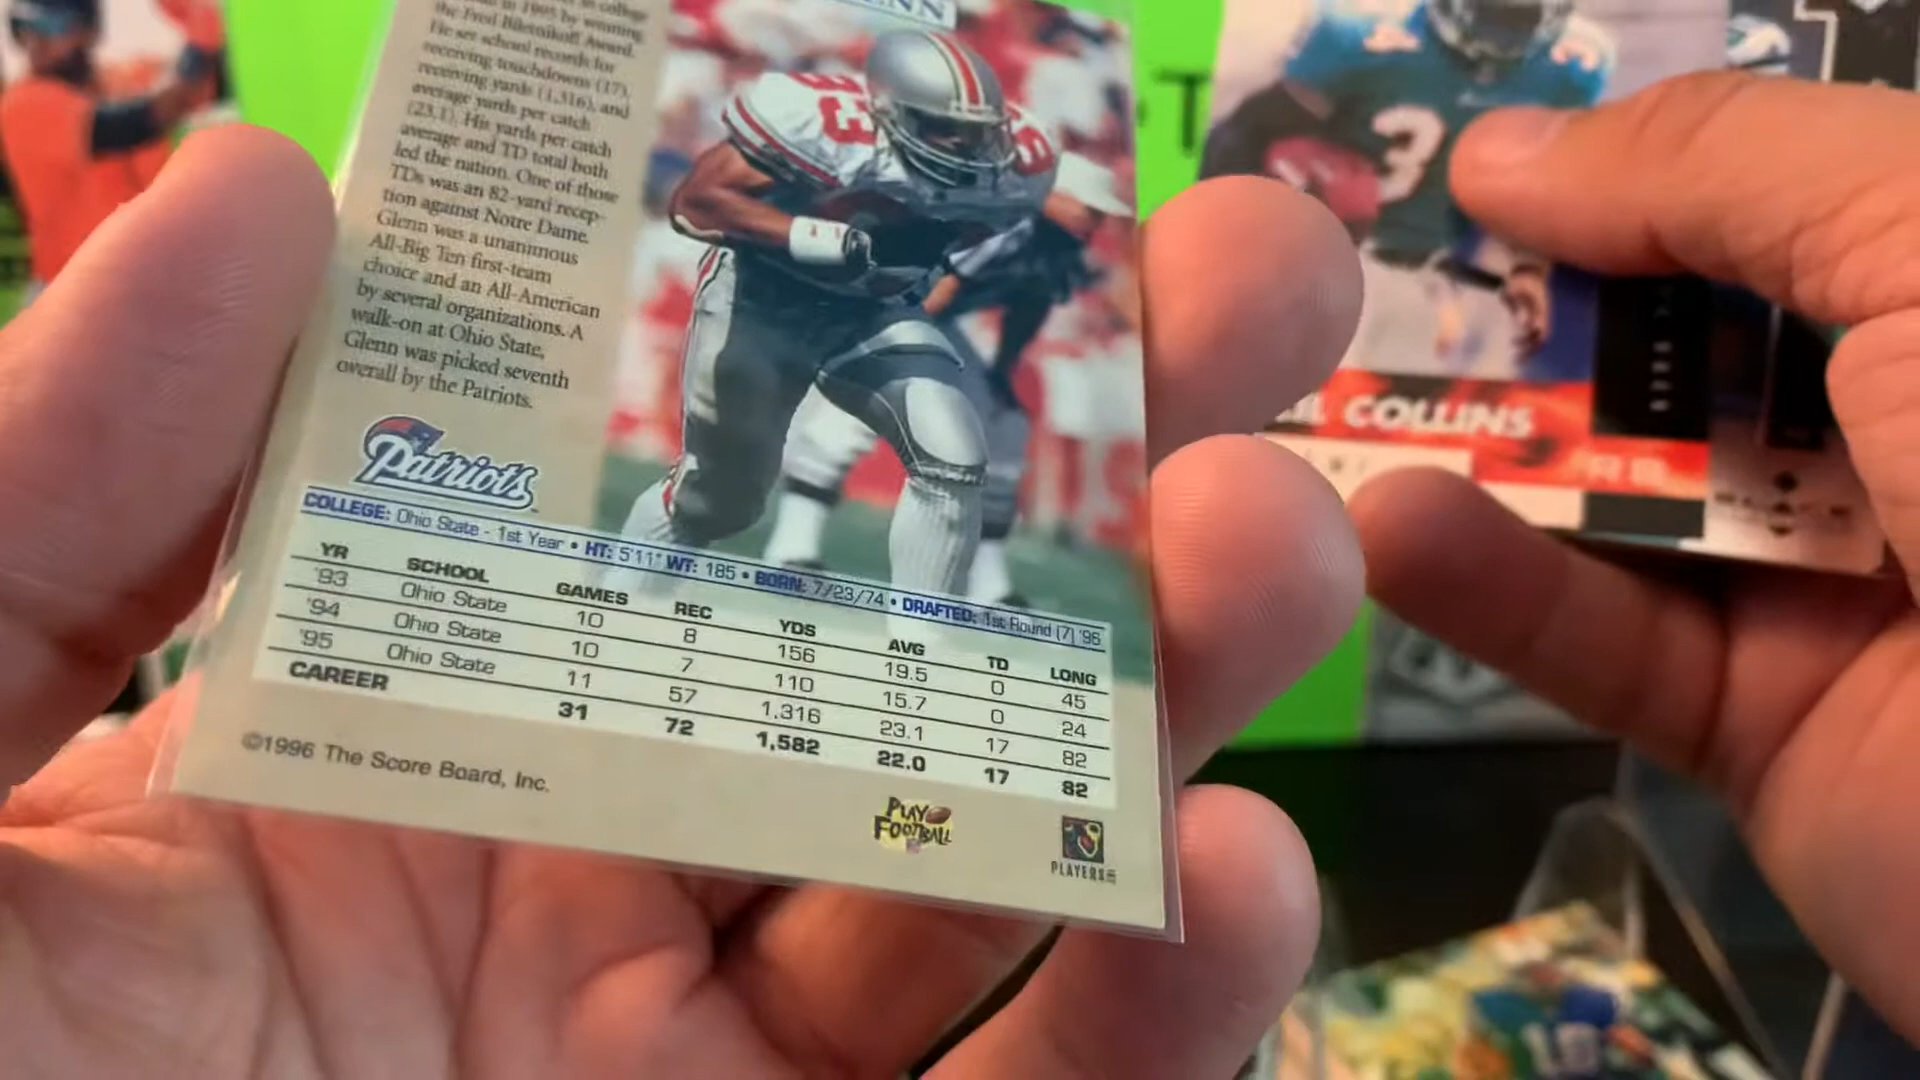 in 1995 by winning
the Fred Biletnikoff Award.
He set school records for
receiving touchdowns (17),
receiving yards (1,316), and
average yards per catch
(23.1). His yards per catch
average and TD total both
led the nation. One of those
TDs was an 82-yard recep-
tion against Notre Dame.
Glenn was a unanimous
All-Big Ten first-team
choice and an All-American
by several organizations. A
walk-on at Ohio State,
Glenn was picked seventh
overall by the Patriots.
Patriots
COLLEGE: Ohio State - 1st Year • HT: 5'11" WT: 185 • BORN: 7/23/74 • DRAFTED: 1st Round (7) '96
YR SCHOOL GAMES REC YDS AVG TD LONG
'93 Ohio State 10 8 156 19.5 0 45
'94 Ohio State 10 7 110 15.7 0 24
'95 Ohio State 11 57 1,316 23.1 17 82
CAREER 31 72 1,582 22.0 17 82
©1996 The Score Board, Inc.
PLAY
FOOTBALL
PLAYERS
83
3
COLLINS